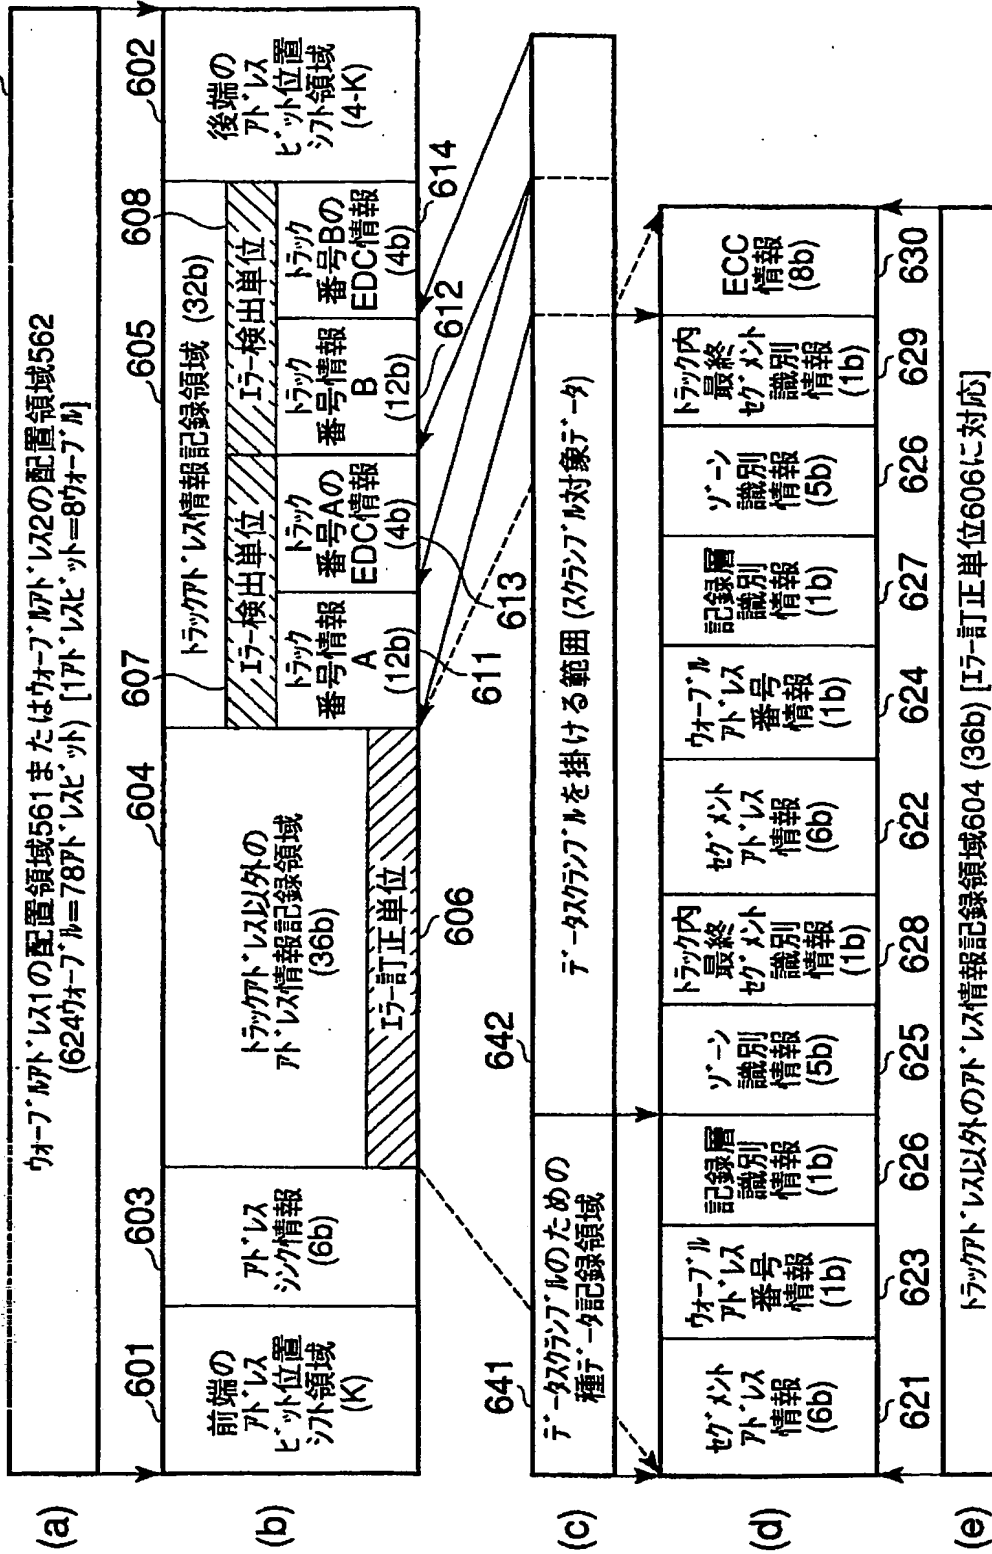 (a)
ウォーブルアドレス1の配置領域561またはウォーブルアドレス2の配置領域562
(624ウォーブル=78アドレスビット) [1アドレスビット=8ウォーブル]
(b)
601
603
604
607
605
608
602
前端の
アドレス
ビット位置
シフト領域
(K)
アドレス
シンク情報
(6b)
トラックアドレス以外の
アドレス情報記録領域
(36b)
エラー訂正単位
606
トラックアドレス情報記録領域 (32b)
エラー検出単位
エラー検出単位
トラック
番号情報
A
(12b)
トラック
番号Aの
EDC情報
(4b)
トラック
番号情報
B
(12b)
トラック
番号Bの
EDC情報
(4b)
後端の
アドレス
ビット位置
シフト領域
(4-K)
611
613
612
614
(c)
641
642
データスクランブルのための
種データ記録領域
データスクランブルを掛ける範囲 (スクランブル対象データ)
(d)
セグメント
アドレス
情報
(6b)
ウォーブル
アドレス
番号
情報
(1b)
記録層
識別
情報
(1b)
ゾーン
識別
情報
(5b)
トラック内
最終
セグメント
識別
情報
(1b)
セグメント
アドレス
情報
(6b)
ウォーブル
アドレス
番号
情報
(1b)
記録層
識別
情報
(1b)
ゾーン
識別
情報
(5b)
トラック内
最終
セグメント
識別
情報
(1b)
ECC
情報
(8b)
621
623
626
625
628
622
624
627
626
629
630
(e)
トラックアドレス以外のアドレス情報記録領域604 (36b) [エラー訂正単位606に対応]